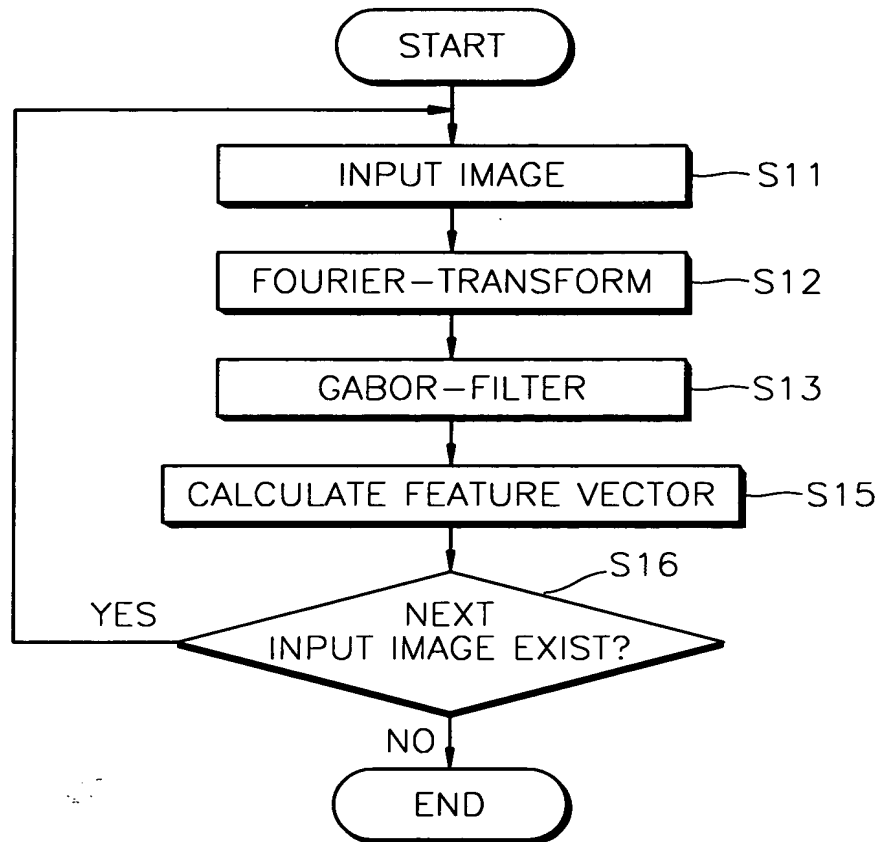 START
INPUT IMAGE
S11
FOURIER-TRANSFORM
S12
GABOR-FILTER
S13
CALCULATE FEATURE VECTOR
S15
S16
YES
NEXT
INPUT IMAGE EXIST?
NO
END